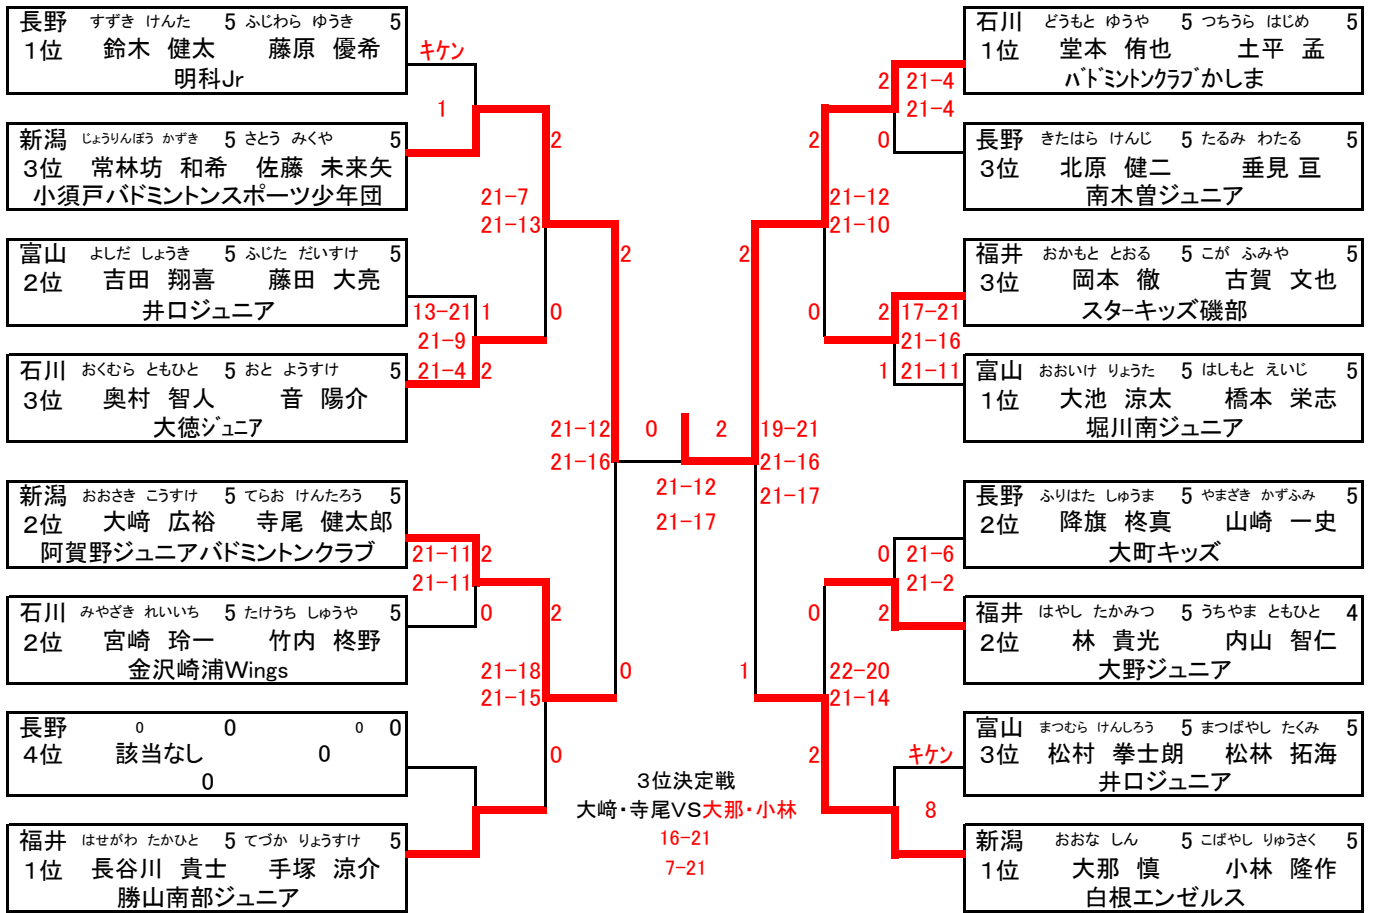 長野 すずき けんた 5 ふじわら ゆうき 5
1位 鈴木 健太 藤原 優希
明科Jr
キケン
1
新潟 じょうりんぼう かずき 5 さとう みくや 5
3位 常林坊 和希 佐藤 未来矢
小須戸バドミントンスポーツ少年団
2
21-7
21-13
富山 よしだ しょうき 5 ふじた だいすけ 5
2位 吉田 翔喜 藤田 大亮
井口ジュニア
13-21 1
21-9
21-4 2
0
2
石川 おくむら ともひと 5 おと ようすけ 5
3位 奥村 智人 音 陽介
大徳ジュニア
21-12
21-16
新潟 おおさき こうすけ 5 てらお けんたろう 5
2位 大﨑 広裕 寺尾 健太郎
阿賀野ジュニアバドミントンクラブ
21-11 2
21-11
0
2
石川 みやざき れいいち 5 たけうち しゅうや 5
2位 宮崎 玲一 竹内 柊野
金沢崎浦Wings
21-18
21-15
0
長野 0 0 0 0
4位 該当なし 0
0
0
福井 はせがわ たかひと 5 てづか りょうすけ 5
1位 長谷川 貴士 手塚 涼介
勝山南部ジュニア
0 2
21-12
21-17
3位決定戦
大﨑・寺尾VS大那・小林
16-21
7-21
石川 どうもと ゆうや 5 つちうら はじめ 5
1位 堂本 侑也 土平 孟
バドミントンクラブかしま
2 21-4
21-4
0
2
長野 きたはら けんじ 5 たるみ わたる 5
3位 北原 健二 垂見 亘
南木曽ジュニア
21-12
21-10
2
福井 おかもと とおる 5 こが ふみや 5
3位 岡本 徹 古賀 文也
スターキッズ磯部
0
2 17-21
21-16
1 21-11
富山 おおいけ りょうた 5 はしもと えいじ 5
1位 大池 涼太 橋本 栄志
堀川南ジュニア
19-21
21-16
21-17
長野 ふりはた しゅうま 5 やまざき かずふみ 5
2位 降旗 柊真 山崎 一史
大町キッズ
0 21-6
21-2
2
0
福井 はやし たかみつ 5 うちやま ともひと 4
2位 林 貴光 内山 智仁
大野ジュニア
1
22-20
21-14
富山 まつむら けんしろう 5 まつばやし たくみ 5
3位 松村 拳士朗 松林 拓海
井口ジュニア
2
キケン
8
新潟 おおな しん 5 こばやし りゅうさく 5
1位 大那 慎 小林 隆作
白根エンゼルス